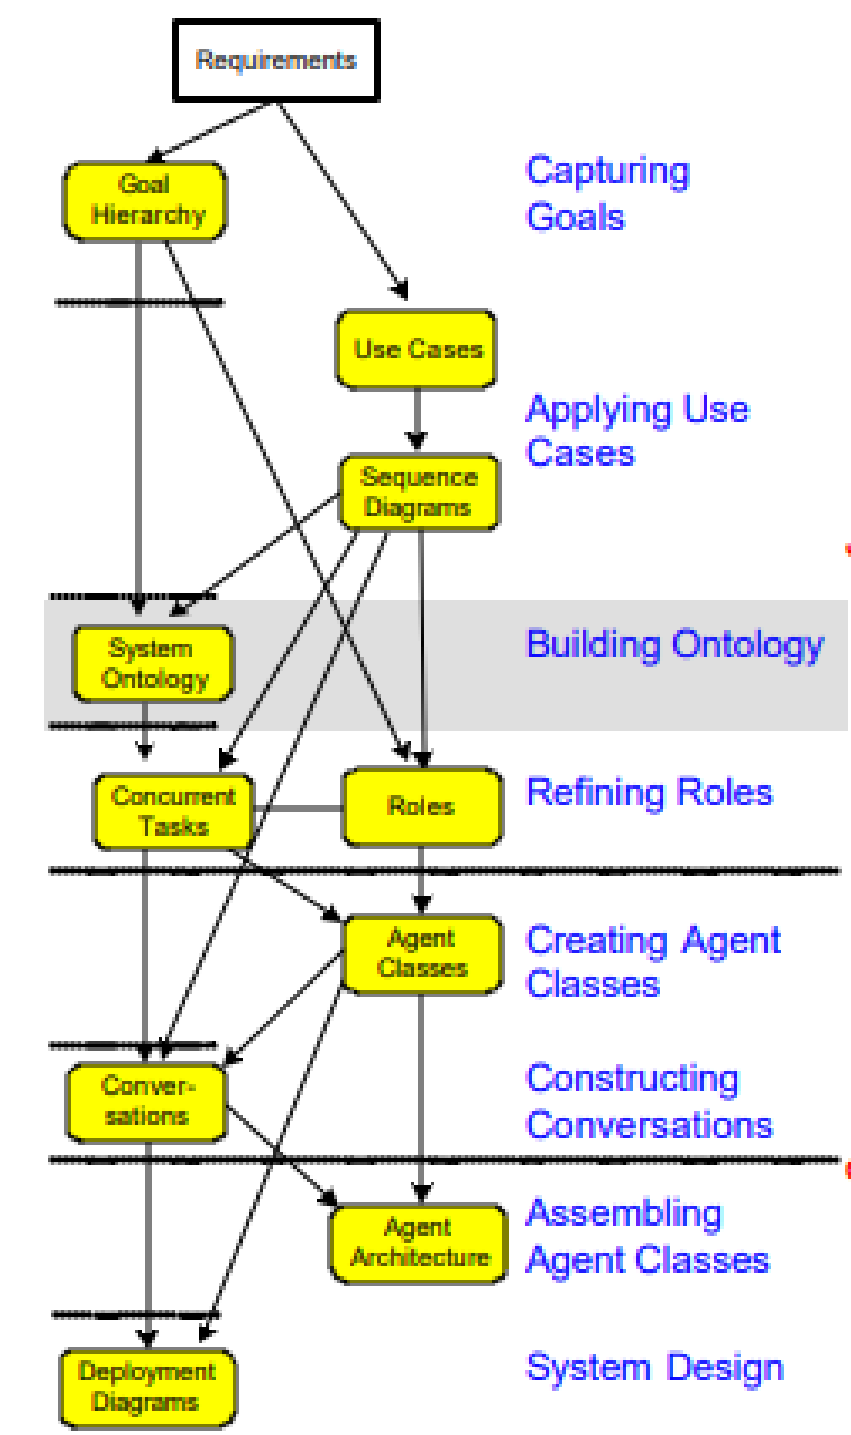 Requirements
Goal
Hierarchy
Capturing
Goals
Use Cases
Applying Use
Cases
Sequence
Diagrams
System
Ontology
Building Ontology
Concurrent
Tasks
Roles
Refining Roles
Agent
Classes
Creating Agent
Classes
Conver-
sations
Constructing
Conversations
Agent
Architecture
Assembling
Agent Classes
Deployment
Diagrams
System Design